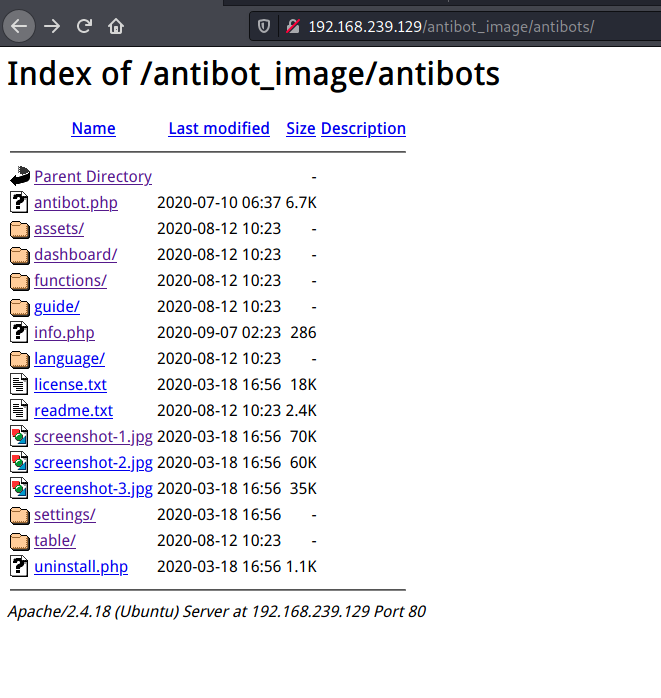 192.168.239.129/antibot_image/antibots/
Index of /antibot_image/antibots
Name Last modified Size Description
Parent Directory -
antibot.php 2020-07-10 06:37 6.7K
assets/ 2020-08-12 10:23 -
dashboard/ 2020-08-12 10:23 -
functions/ 2020-08-12 10:23 -
guide/ 2020-08-12 10:23 -
info.php 2020-09-07 02:23 286
language/ 2020-08-12 10:23 -
license.txt 2020-03-18 16:56 18K
readme.txt 2020-08-12 10:23 2.4K
screenshot-1.jpg 2020-03-18 16:56 70K
screenshot-2.jpg 2020-03-18 16:56 60K
screenshot-3.jpg 2020-03-18 16:56 35K
settings/ 2020-03-18 16:56 -
table/ 2020-08-12 10:23 -
uninstall.php 2020-03-18 16:56 1.1K
Apache/2.4.18 (Ubuntu) Server at 192.168.239.129 Port 80